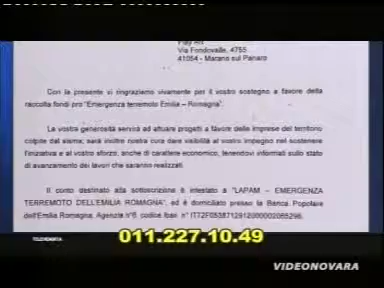 Play Art
Via Fondovalle, 4755
41054 - Marano sul Panaro
Con la presente vi ringraziamo vivamente per il vostro sostegno a favore della
raccolta fondi pro "Emergenza terremoto Emilia – Romagna".
La vostra generosità servirà ad attuare progetti a favore delle imprese del territorio
colpite dal sisma; sarà inoltre nostra cura dare visibilità al vostro impegno nel sostenere
l'iniziativa e al vostro sforzo, anche di carattere economico, tenendovi informati sullo stato
di avanzamento dei lavori che saranno realizzati.
Il conto destinato alla sottoscrizione è intestato a "LAPAM – EMERGENZA
TERREMOTO DELL'EMILIA ROMAGNA", ed è domiciliato presso la Banca Popolare
dell'Emilia Romagna, Agenzia n°6, codice Iban n°
011.227.10.49
VIDEONOVARA